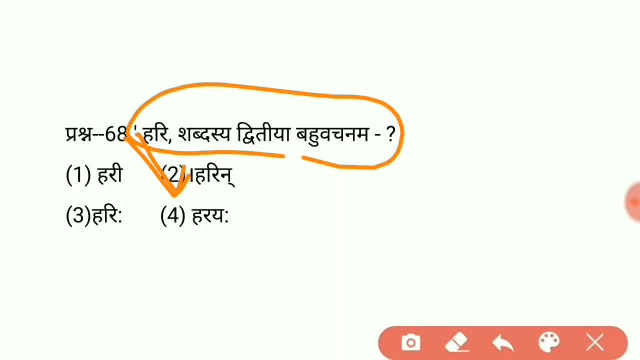 प्रश्न--68 ' हरि, शब्दस्य द्वितीया बहुवचनम - ?
(1) हरी (2)।हरिन्
(3)हरि: (4) हरय: